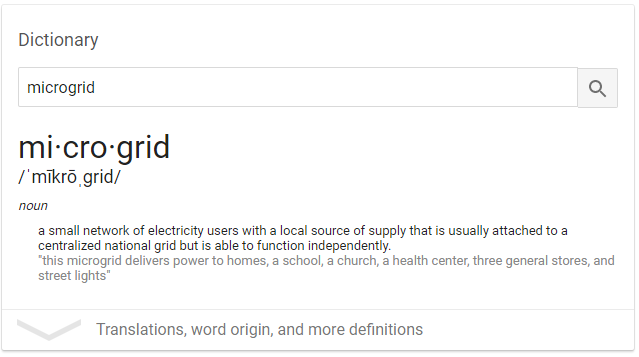 Dictionary
microgrid
mi·cro·grid
/ˈmīkrōˌgrid/
noun
a small network of electricity users with a local source of supply that is usually attached to a
centralized national grid but is able to function independently.
"this microgrid delivers power to homes, a school, a church, a health center, three general stores, and
street lights"
Translations, word origin, and more definitions